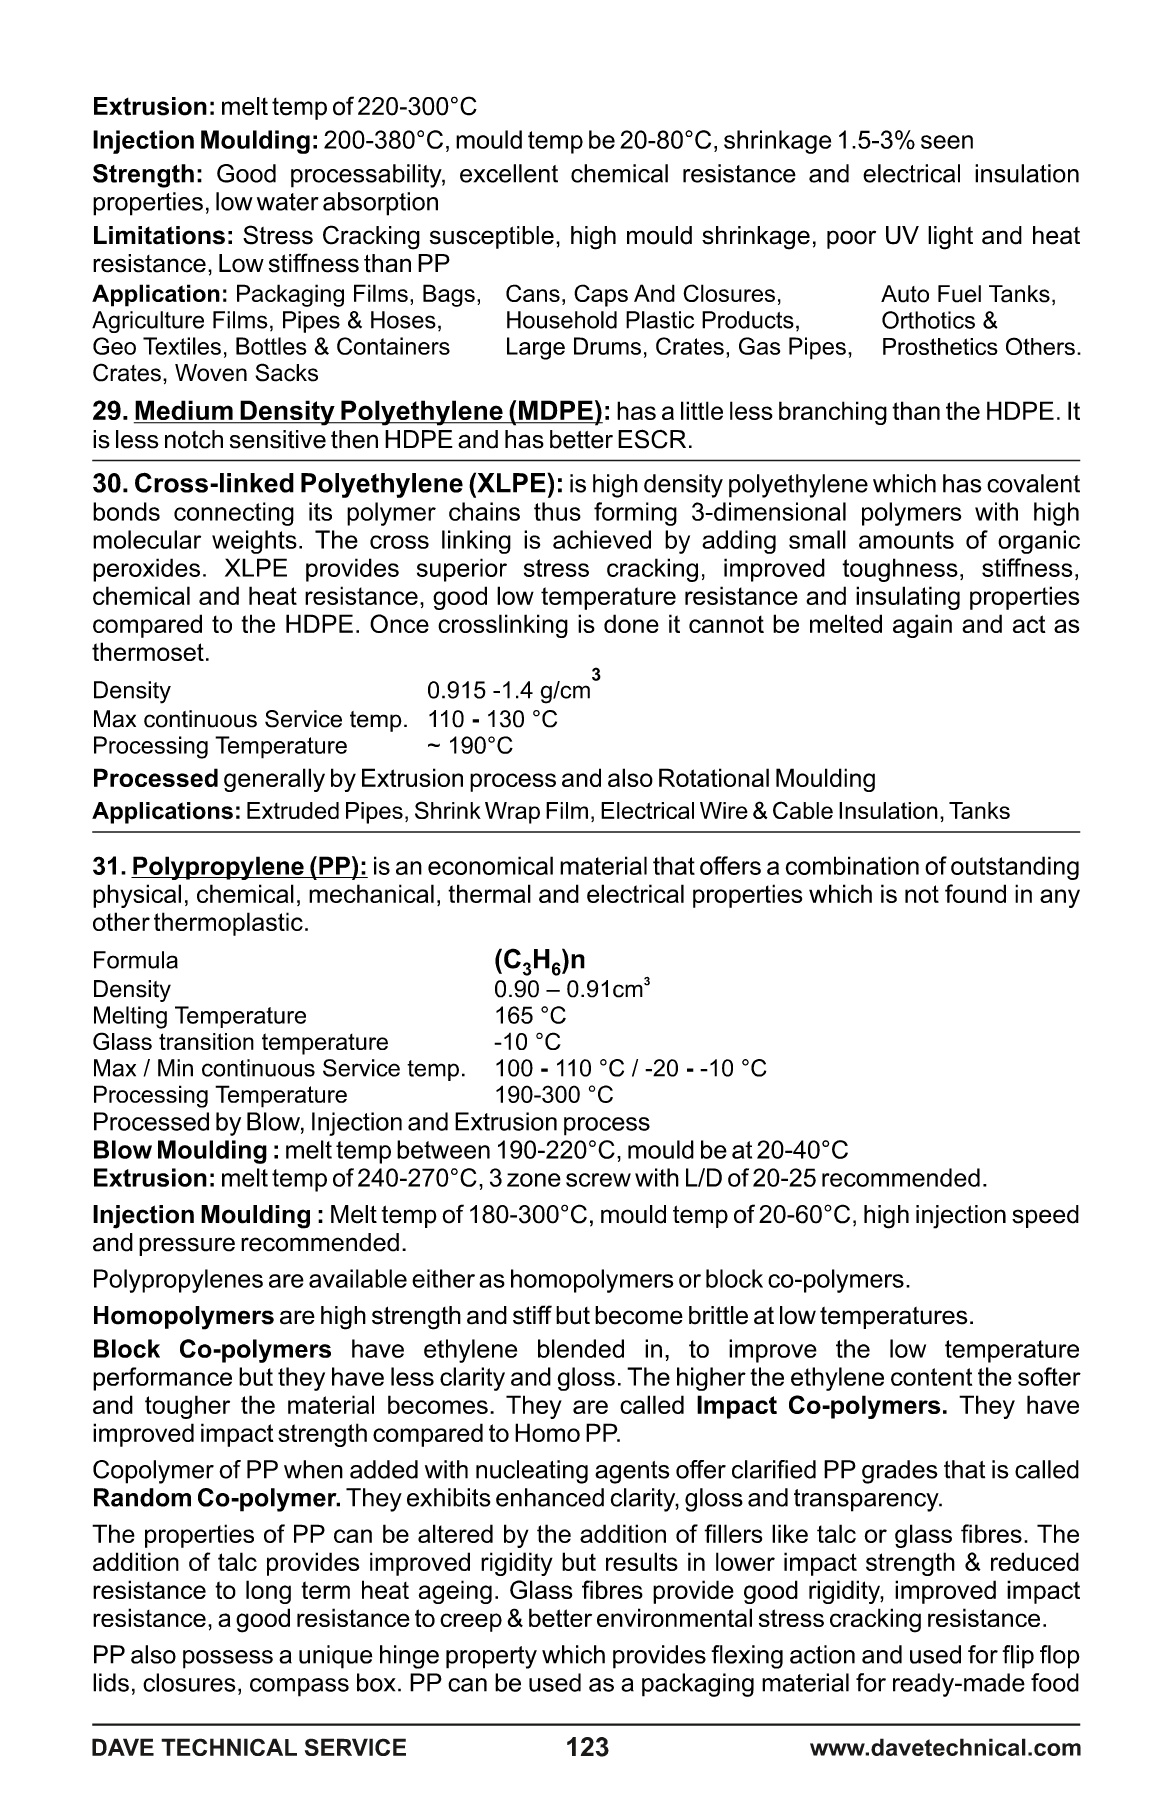 Extrusion: melt temp of 220-300°C
Injection Moulding: 200-380°C, mould temp be 20-80°C, shrinkage 1.5-3% seen
Strength: Good processability, excellent chemical resistance and electrical insulation
properties, low water absorption
Limitations: Stress Cracking susceptible, high mould shrinkage, poor UV light and heat
resistance, Low stiffness than PP
Application: Packaging Films, Bags,
Agriculture Films, Pipes & Hoses,
Geo Textiles, Bottles & Containers
Crates, Woven Sacks
Cans, Caps And Closures,
Household Plastic Products,
Large Drums, Crates, Gas Pipes,
Auto Fuel Tanks,
Orthotics &
Prosthetics Others.
29. Medium Density Polyethylene (MDPE): has a little less branching than the HDPE. It
is less notch sensitive then HDPE and has better ESCR.
30. Cross-linked Polyethylene (XLPE): is high density polyethylene which has covalent
bonds connecting its polymer chains thus forming 3-dimensional polymers with high
molecular weights. The cross linking is achieved by adding small amounts of organic
peroxides. XLPE provides superior stress cracking, improved toughness, stiffness,
chemical and heat resistance, good low temperature resistance and insulating properties
compared to the HDPE. Once crosslinking is done it cannot be melted again and act as
thermoset.
Density 0.915 -1.4 g/cm³
Max continuous Service temp. 110 - 130 °C
Processing Temperature ~ 190°C
Processed generally by Extrusion process and also Rotational Moulding
Applications: Extruded Pipes, Shrink Wrap Film, Electrical Wire & Cable Insulation, Tanks
31. Polypropylene (PP): is an economical material that offers a combination of outstanding
physical, chemical, mechanical, thermal and electrical properties which is not found in any
other thermoplastic.
Formula (C₃H₆)n
Density 0.90 – 0.91cm³
Melting Temperature 165 °C
Glass transition temperature -10 °C
Max / Min continuous Service temp. 100 - 110 °C / -20 - -10 °C
Processing Temperature 190-300 °C
Processed by Blow, Injection and Extrusion process
Blow Moulding : melt temp between 190-220°C, mould be at 20-40°C
Extrusion: melt temp of 240-270°C, 3 zone screw with L/D of 20-25 recommended.
Injection Moulding : Melt temp of 180-300°C, mould temp of 20-60°C, high injection speed
and pressure recommended.
Polypropylenes are available either as homopolymers or block co-polymers.
Homopolymers are high strength and stiff but become brittle at low temperatures.
Block Co-polymers have ethylene blended in, to improve the low temperature
performance but they have less clarity and gloss. The higher the ethylene content the softer
and tougher the material becomes. They are called Impact Co-polymers. They have
improved impact strength compared to Homo PP.
Copolymer of PP when added with nucleating agents offer clarified PP grades that is called
Random Co-polymer. They exhibits enhanced clarity, gloss and transparency.
The properties of PP can be altered by the addition of fillers like talc or glass fibres. The
addition of talc provides improved rigidity but results in lower impact strength & reduced
resistance to long term heat ageing. Glass fibres provide good rigidity, improved impact
resistance, a good resistance to creep & better environmental stress cracking resistance.
PP also possess a unique hinge property which provides flexing action and used for flip flop
lids, closures, compass box. PP can be used as a packaging material for ready-made food
DAVE TECHNICAL SERVICE 123 www.davetechnical.com